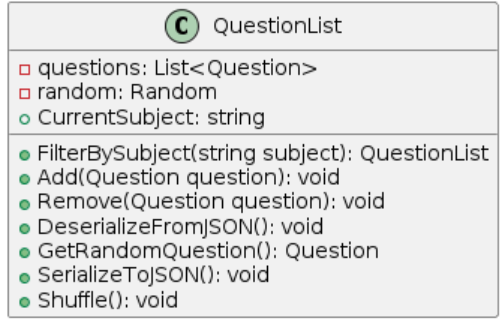 C QuestionList
questions: List<Question>
random: Random
CurrentSubject: string
FilterBySubject(string subject): QuestionList
Add(Question question): void
Remove(Question question): void
DeserializeFromJSON(): void
GetRandomQuestion(): Question
SerializeToJSON(): void
Shuffle(): void